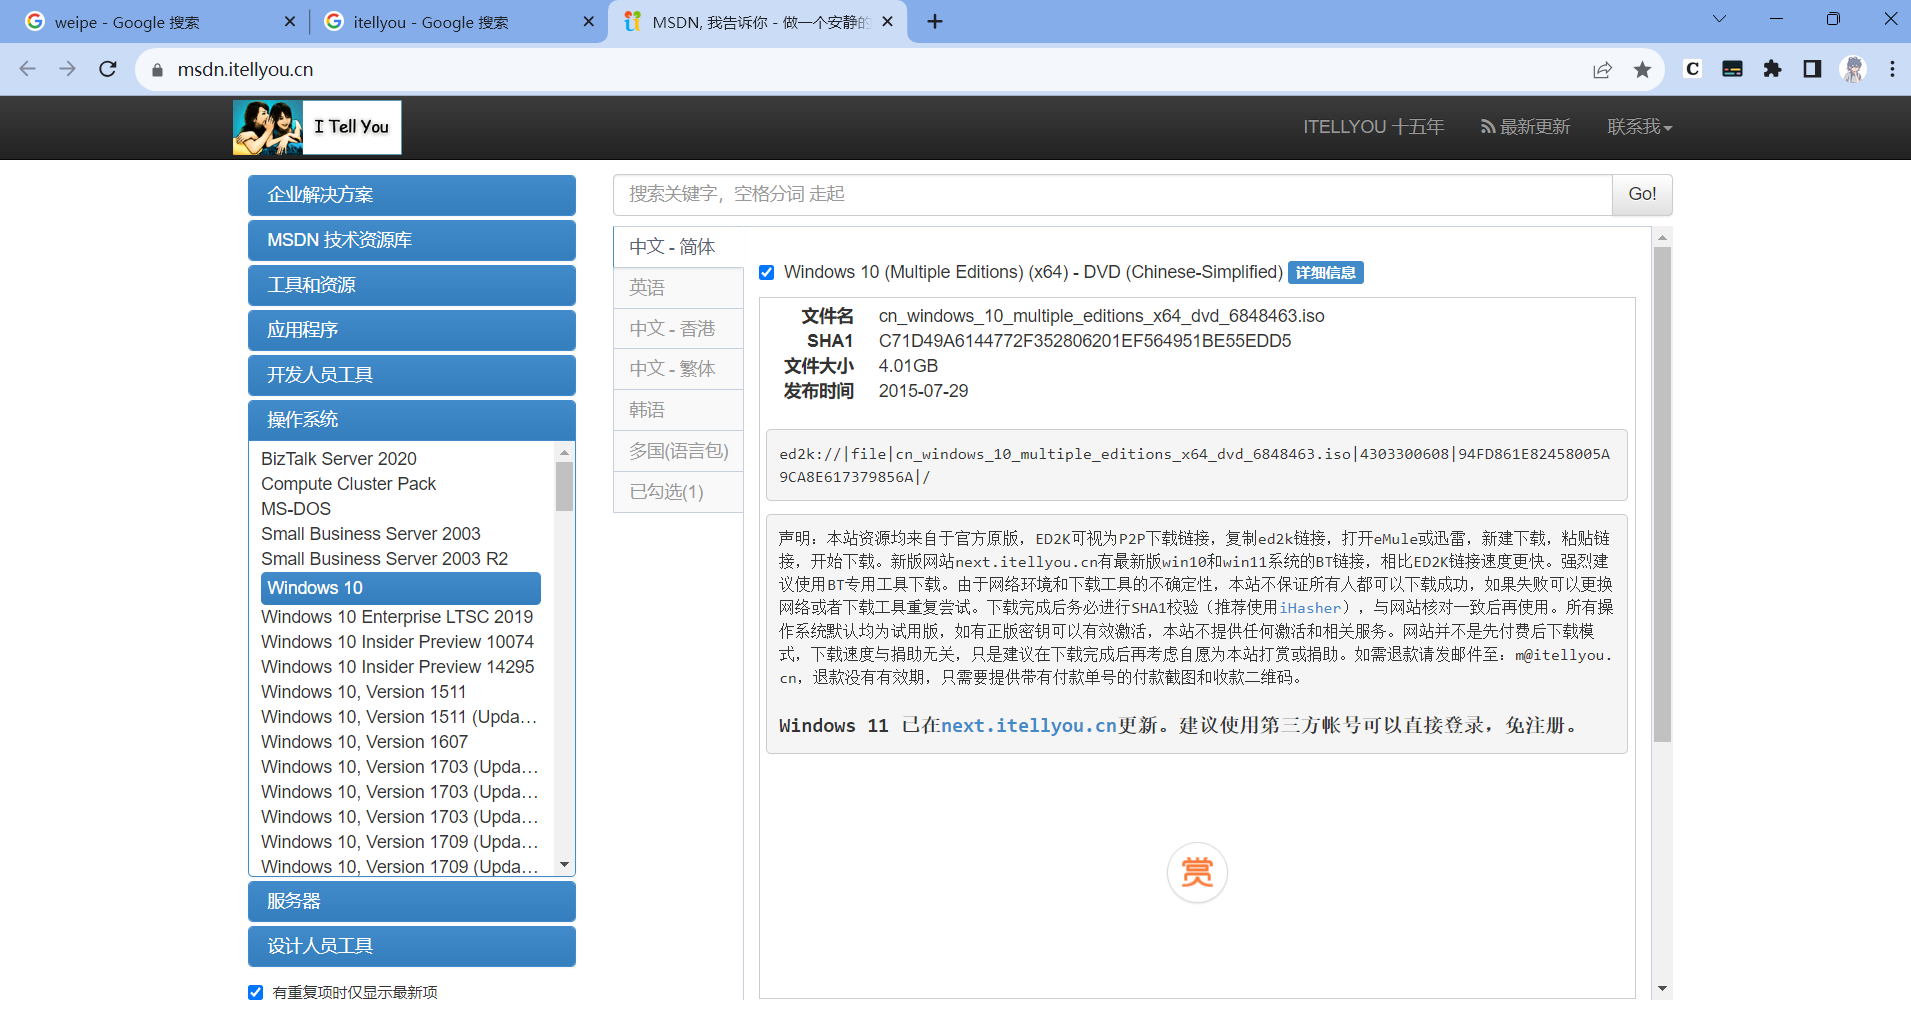 weipe - Google 搜索
itellyou - Google 搜索
MSDN, 我告诉你 - 做一个安静的
msdn.itellyou.cn
I Tell You
ITELLYOU 十五年
最新更新
联系我
企业解决方案
MSDN 技术资源库
工具和资源
应用程序
开发人员工具
操作系统
BizTalk Server 2020
Compute Cluster Pack
MS-DOS
Small Business Server 2003
Small Business Server 2003 R2
Windows 10
Windows 10 Enterprise LTSC 2019
Windows 10 Insider Preview 10074
Windows 10 Insider Preview 14295
Windows 10, Version 1511
Windows 10, Version 1511 (Upda…
Windows 10, Version 1607
Windows 10, Version 1703 (Upda…
Windows 10, Version 1703 (Upda…
Windows 10, Version 1703 (Upda…
Windows 10, Version 1709 (Upda…
Windows 10, Version 1709 (Upda…
服务器
设计人员工具
有重复项时仅显示最新项
搜索关键字，空格分词 走起
Go!
中文 - 简体
英语
中文 - 香港
中文 - 繁体
韩语
多国(语言包)
已勾选(1)
Windows 10 (Multiple Editions) (x64) - DVD (Chinese-Simplified) 详细信息
文件名 cn_windows_10_multiple_editions_x64_dvd_6848463.iso
SHA1 C71D49A6144772F352806201EF564951BE55EDD5
文件大小 4.01GB
发布时间 2015-07-29
ed2k://|file|cn_windows_10_multiple_editions_x64_dvd_6848463.iso|4303300608|94FD861E82458005A
9CA8E617379856A|/
声明：本站资源均来自于官方原版，ED2K可视为P2P下载链接，复制ed2k链接，打开eMule或迅雷，新建下载，粘贴链
接，开始下载。新版网站next.itellyou.cn有最新版win10和win11系统的BT链接，相比ED2K链接速度更快。强烈建
议使用BT专用工具下载。由于网络环境和下载工具的不确定性，本站不保证所有人都可以下载成功，如果失败可以更换
网络或者下载工具重复尝试。下载完成后务必进行SHA1校验（推荐使用iHasher），与网站核对一致后再使用。所有操
作系统默认均为试用版，如有正版密钥可以有效激活，本站不提供任何激活和相关服务。网站并不是先付费后下载模
式，下载速度与捐助无关，只是建议在下载完成后再考虑自愿为本站打赏或捐助。如需退款请发邮件至：m@itellyou.
cn，退款没有有效期，只需要提供带有付款单号的付款截图和收款二维码。
Windows 11 已在next.itellyou.cn更新。建议使用第三方帐号可以直接登录，免注册。
赏